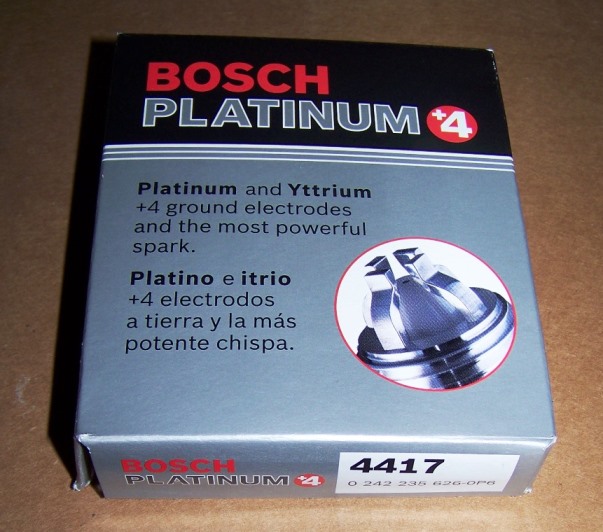 BOSCH
PLATINUM +4
Platinum and Yttrium
+4 ground electrodes
and the most powerful
spark.
Platino e itrio
+4 electrodos
a tierra y la más
potente chispa.
BOSCH
PLATINUM +4
4417
0 242 235 626-0P6